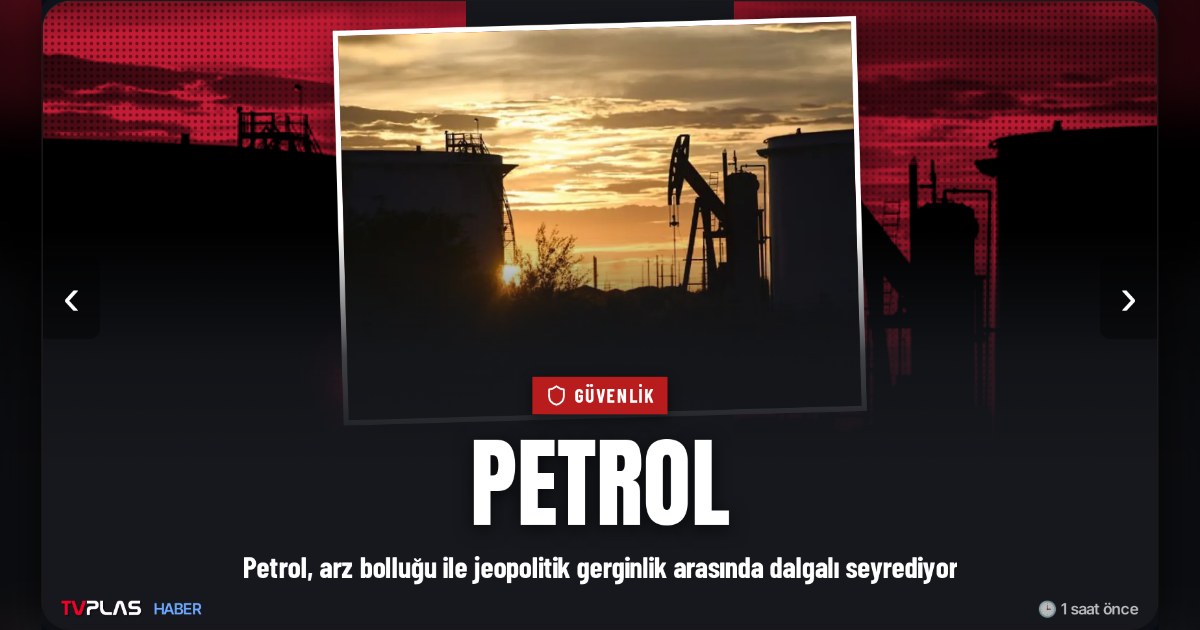 GÜVENLİK
PETROL
Petrol, arz bolluğu ile jeopolitik gerginlik arasında dalgalı seyrediyor
TVPLAS HABER
1 saat önce